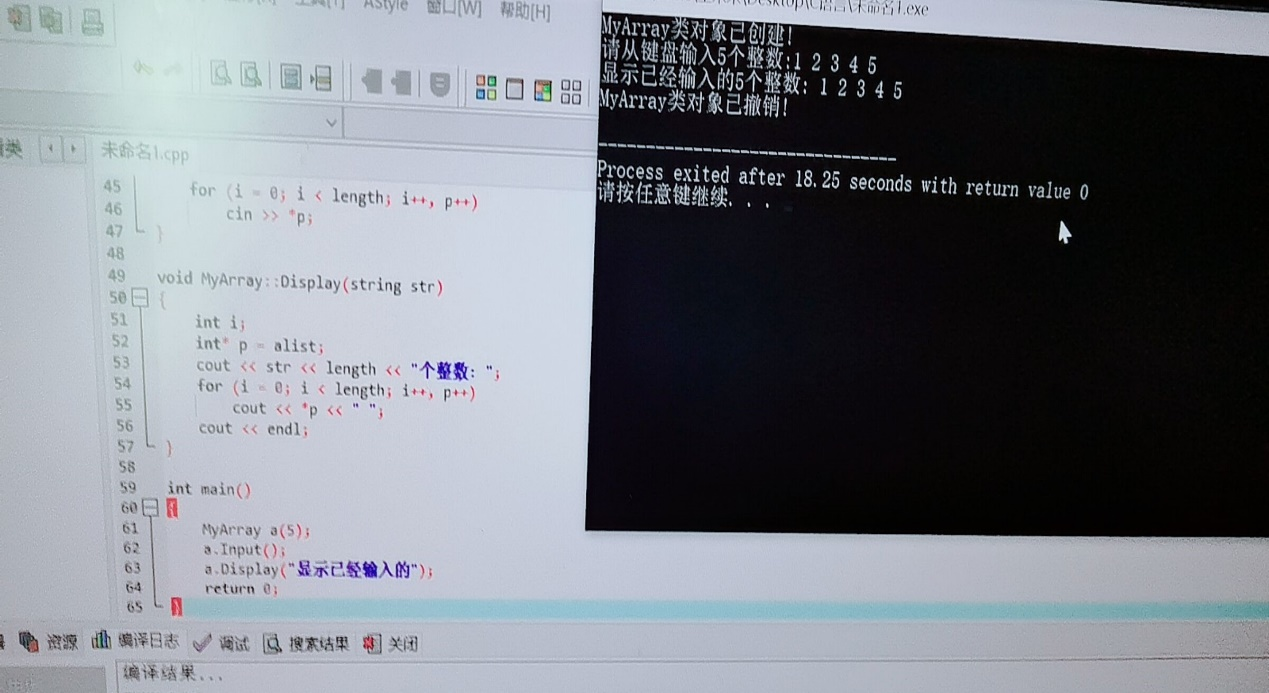 AStyle 窗口[W] 帮助[H]
未命名1.exe
MyArray类对象已创建!
请从键盘输入5个整数:1 2 3 4 5
显示已经输入的5个整数: 1 2 3 4 5
MyArray类对象已撤销!
--------------------------------
Process exited after 18.25 seconds with return value 0
请按任意键继续. . .
未命名1.cpp
45 for (i = 0; i < length; i++, p++)
46 cin >> *p;
47 }
48
49 void MyArray::Display(string str)
50 {
51 int i;
52 int* p = alist;
53 cout << str << length << "个整数: ";
54 for (i = 0; i < length; i++, p++)
55 cout << *p << " ";
56 cout << endl;
57 }
58
59 int main()
60 {
61 MyArray a(5);
62 a.Input();
63 a.Display("显示已经输入的");
64 return 0;
65 }
资源 编译日志 调试 搜索结果 关闭
编译结果...